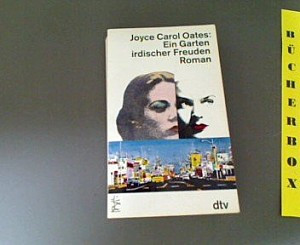 Joyce Carol Oates:
Ein Garten
irdischer Freuden
Roman
dtv
BÜCHERBOX